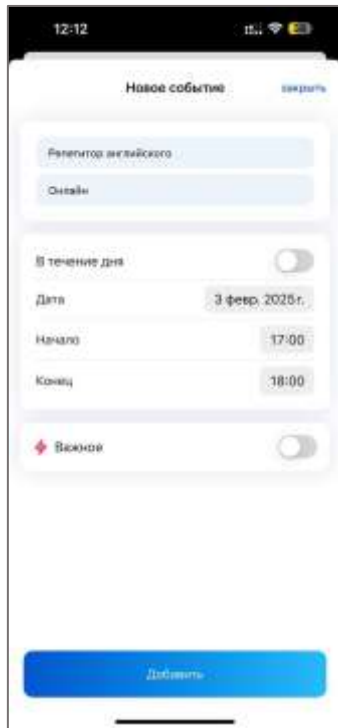 12:12
Новое событие закрыть
Репетитор английского
Онлайн
В течение дня
Дата 3 февр. 2025 г.
Начало 17:00
Конец 18:00
Важное
Добавить